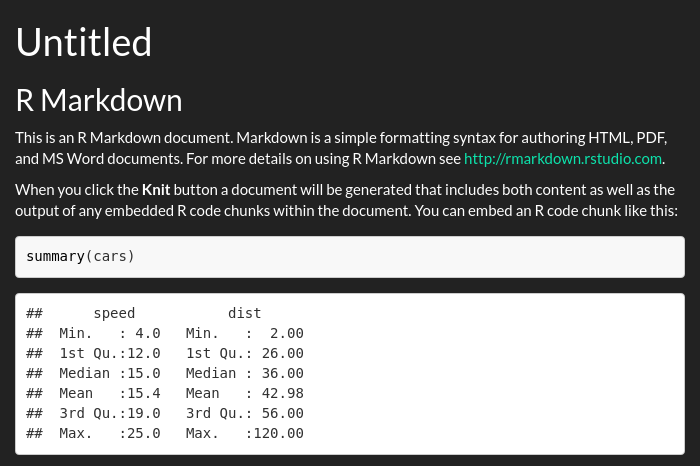 Untitled
R Markdown
This is an R Markdown document. Markdown is a simple formatting syntax for authoring HTML, PDF,
and MS Word documents. For more details on using R Markdown see http://rmarkdown.rstudio.com.
When you click the Knit button a document will be generated that includes both content as well as the
output of any embedded R code chunks within the document. You can embed an R code chunk like this:
summary(cars)
##      speed           dist
##  Min.   : 4.0   Min.   :  2.00
##  1st Qu.:12.0   1st Qu.: 26.00
##  Median :15.0   Median : 36.00
##  Mean   :15.4   Mean   : 42.98
##  3rd Qu.:19.0   3rd Qu.: 56.00
##  Max.   :25.0   Max.   :120.00